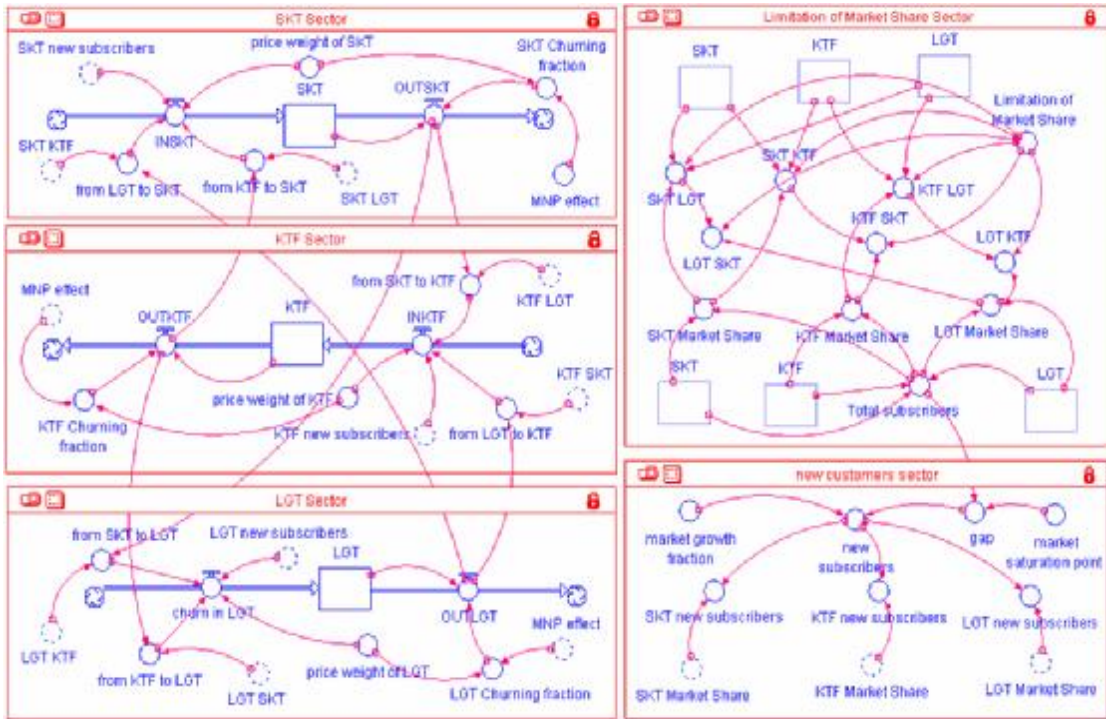 SKT Sector
SKT new subscribers
price weight of SKT
SKT Churning
fraction
SKT
OUTSKT
INSKT
SKT KTF
from LGT to SKT
from KTF to SKT
SKT LGT
MNP effect
KTF Sector
MNP effect
from SKT to KTF
KTF LGT
OUTKTF
KTF
INKTF
KTF SKT
price weight of KTF
KTF Churning
fraction
KTF new subscribers
from LGT to KTF
LGT Sector
from SKT to LGT
LGT new subscribers
LGT
churn in LGT
OUTLGT
MNP effect
LGT KTF
from KTF to LGT
price weight of LGT
LGT SKT
LGT Churning fraction
Limitation of Market Share Sector
SKT
KTF
LGT
Limitation of
Market Share
SKT KTF
SKT LGT
KTF LGT
KTF SKT
LGT KTF
LGT SKT
SKT Market Share
KTF Market Share
LGT Market Share
SKT
KTF
LGT
Total subscribers
new customers sector
market growth
fraction
new
subscribers
gap
market
saturation point
SKT new subscribers
KTF new subscribers
LGT new subscribers
SKT Market Share
KTF Market Share
LGT Market Share